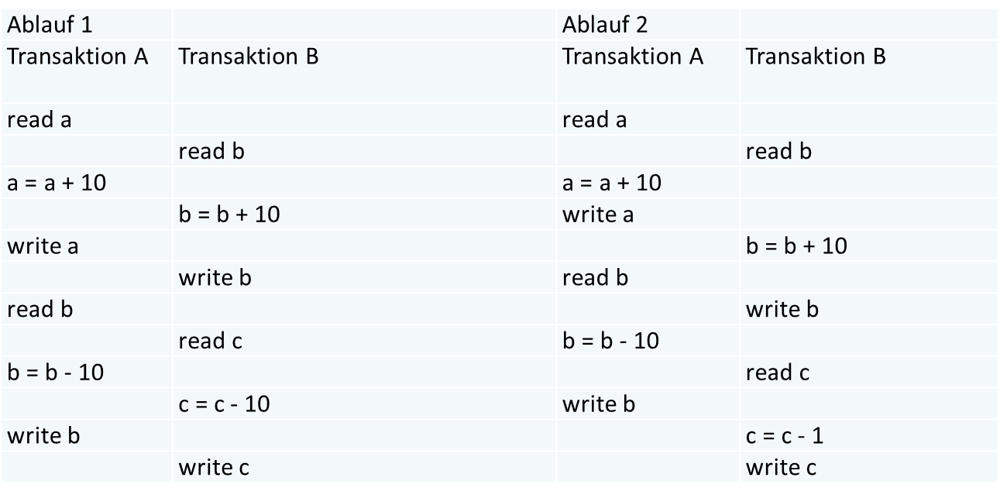 Ablauf 1 Ablauf 2
Transaktion A Transaktion B Transaktion A Transaktion B
read a read a
read b read b
a = a + 10 a = a + 10
b = b + 10 write a
write a b = b + 10
write b read b
read b write b
read c b = b - 10
b = b - 10 read c
c = c - 10 write b
write b c = c - 1
write c write c